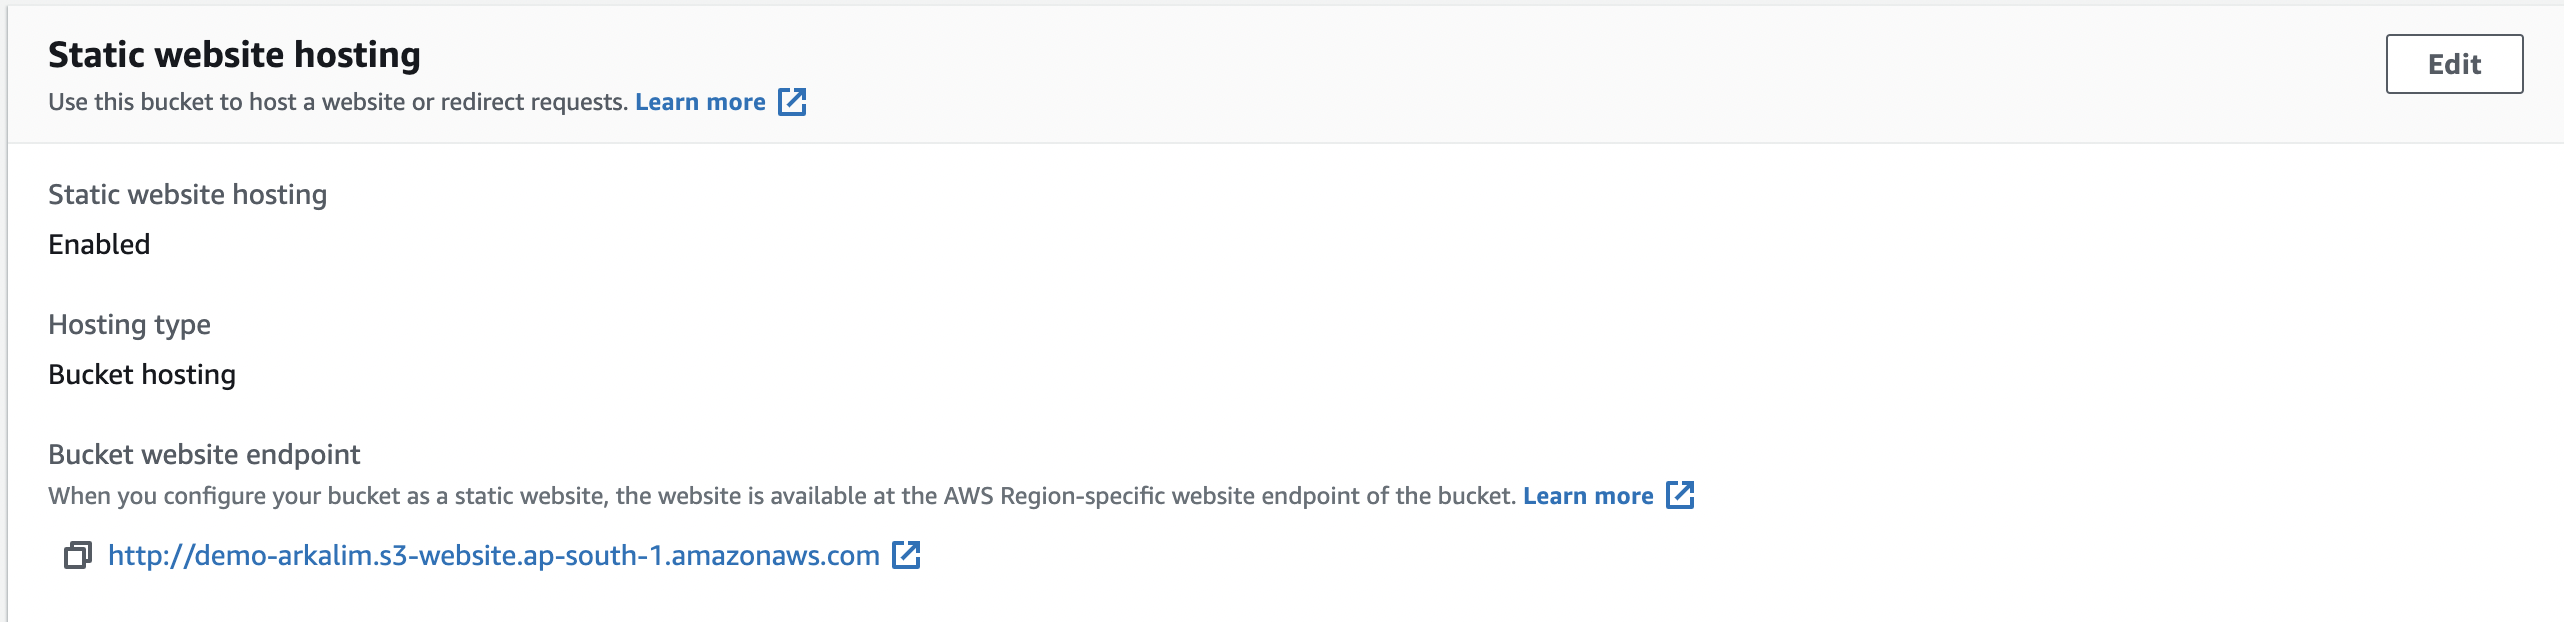 Static website hosting
Edit
Use this bucket to host a website or redirect requests. Learn more
Static website hosting
Enabled
Hosting type
Bucket hosting
Bucket website endpoint
When you configure your bucket as a static website, the website is available at the AWS Region-specific website endpoint of the bucket. Learn more
http://demo-arkalim.s3-website.ap-south-1.amazonaws.com